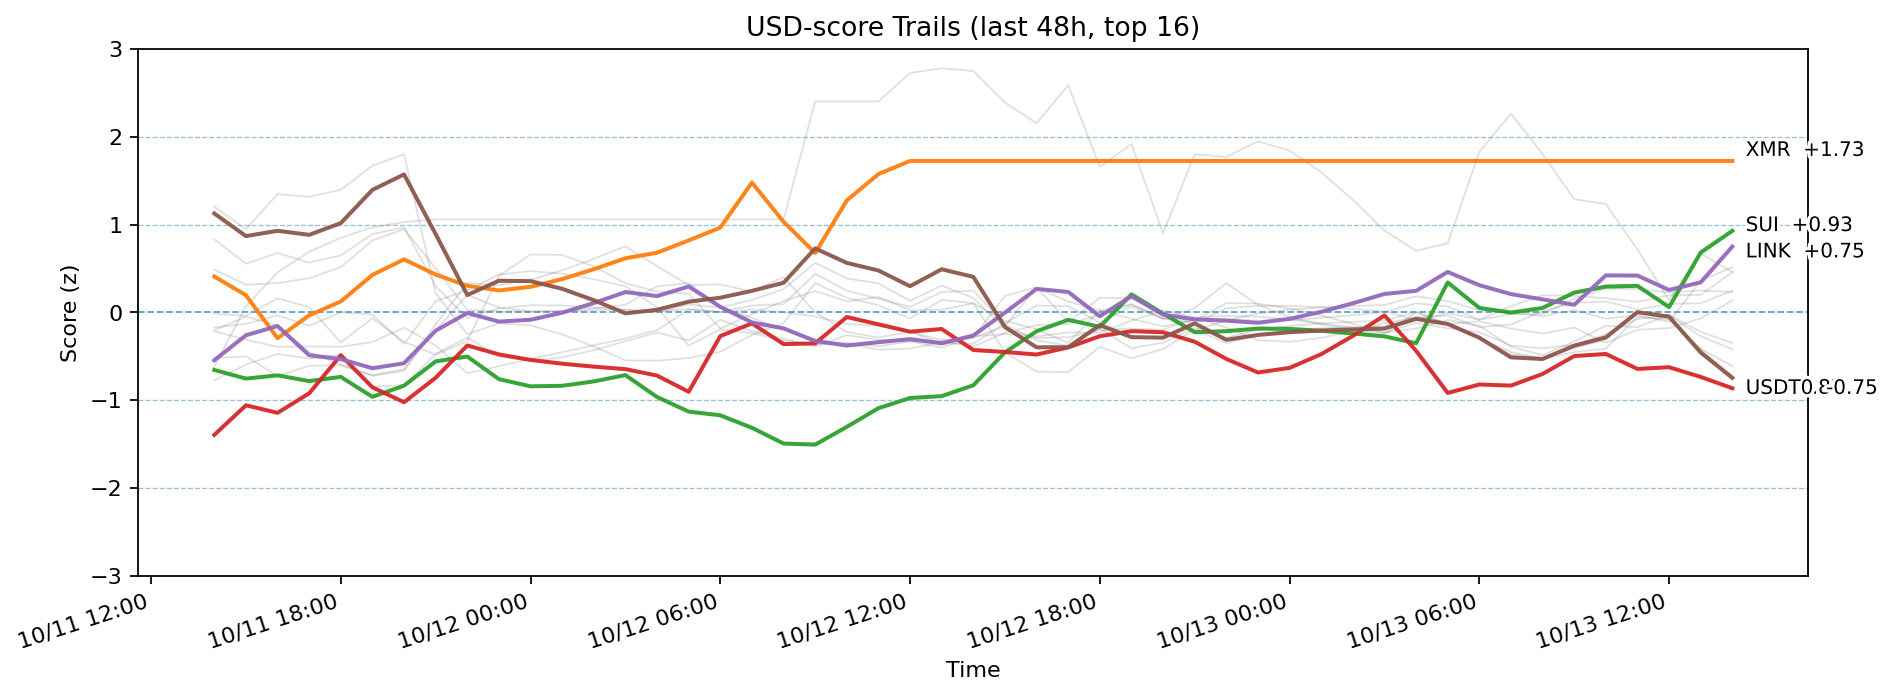 USD-score Trails (last 48h, top 16)
Score (z)
3
2
1
0
−1
−2
−3
XMR +1.73
SUI +0.93
LINK +0.75
10/11 12:00
10/11 18:00
10/12 00:00
10/12 06:00
10/12 12:00
10/12 18:00
10/13 00:00
10/13 06:00
10/13 12:00
Time